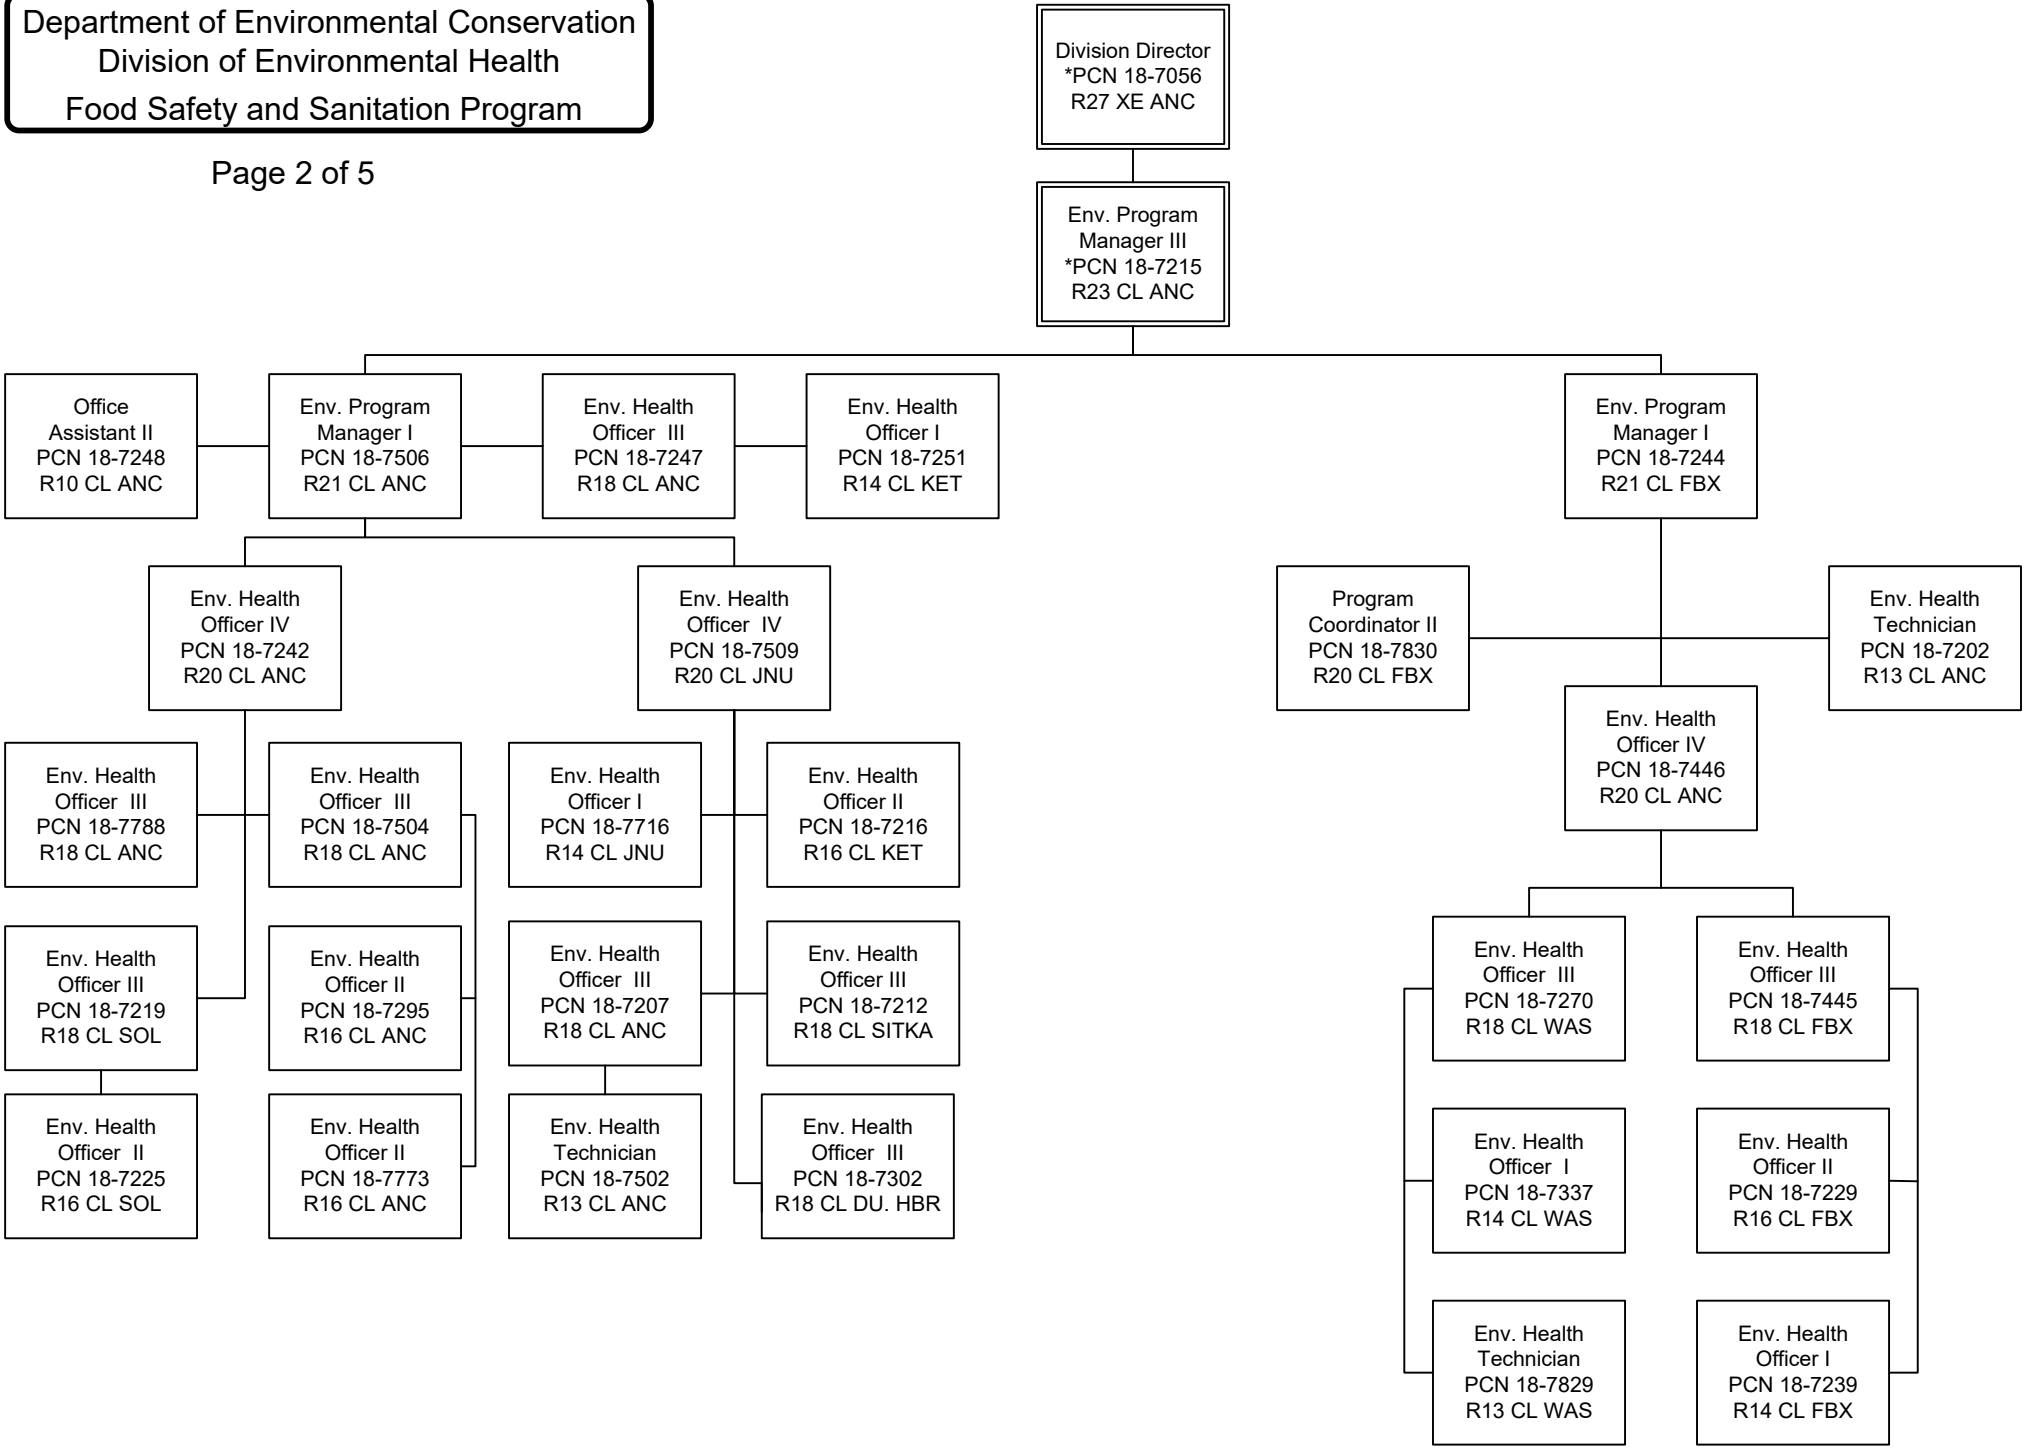 Department of Environmental Conservation
Division of Environmental Health
Food Safety and Sanitation Program
Page 2 of 5
Division Director
*PCN 18-7056
R27 XE ANC
Env. Program
Manager III
*PCN 18-7215
R23 CL ANC
Office
Assistant II
PCN 18-7248
R10 CL ANC
Env. Program
Manager I
PCN 18-7506
R21 CL ANC
Env. Health
Officer III
PCN 18-7247
R18 CL ANC
Env. Health
Officer I
PCN 18-7251
R14 CL KET
Env. Program
Manager I
PCN 18-7244
R21 CL FBX
Env. Health
Officer IV
PCN 18-7242
R20 CL ANC
Env. Health
Officer IV
PCN 18-7509
R20 CL JNU
Program
Coordinator II
PCN 18-7830
R20 CL FBX
Env. Health
Technician
PCN 18-7202
R13 CL ANC
Env. Health
Officer IV
PCN 18-7446
R20 CL ANC
Env. Health
Officer III
PCN 18-7788
R18 CL ANC
Env. Health
Officer III
PCN 18-7504
R18 CL ANC
Env. Health
Officer I
PCN 18-7716
R14 CL JNU
Env. Health
Officer II
PCN 18-7216
R16 CL KET
Env. Health
Officer III
PCN 18-7219
R18 CL SOL
Env. Health
Officer II
PCN 18-7295
R16 CL ANC
Env. Health
Officer III
PCN 18-7207
R18 CL ANC
Env. Health
Officer III
PCN 18-7212
R18 CL SITKA
Env. Health
Officer III
PCN 18-7270
R18 CL WAS
Env. Health
Officer III
PCN 18-7445
R18 CL FBX
Env. Health
Officer II
PCN 18-7225
R16 CL SOL
Env. Health
Officer II
PCN 18-7773
R16 CL ANC
Env. Health
Technician
PCN 18-7502
R13 CL ANC
Env. Health
Officer III
PCN 18-7302
R18 CL DU. HBR
Env. Health
Officer I
PCN 18-7337
R14 CL WAS
Env. Health
Officer II
PCN 18-7229
R16 CL FBX
Env. Health
Technician
PCN 18-7829
R13 CL WAS
Env. Health
Officer I
PCN 18-7239
R14 CL FBX